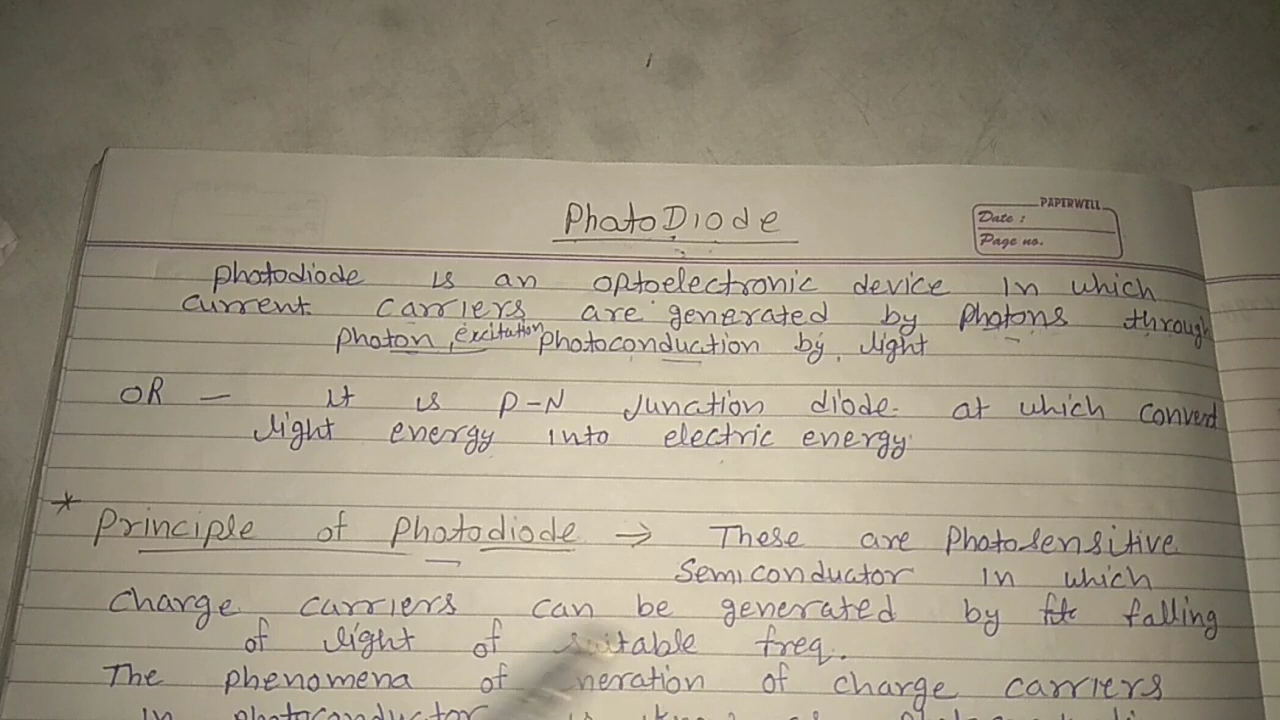 PhotoDiode
PAPERWELL
Date :
Page no.
Photodiode is an optoelectronic device in which
current carriers are generated by photons through
photon excitation photoconduction by light
OR — it is P-N Junction diode at which convert
light energy into electric energy
* Principle of Photodiode → These are Photosensitive
Semiconductor in which
charge carriers can be generated by falling
of light of suitable freq.
The phenomena of neration of charge carriers
in photoconductor